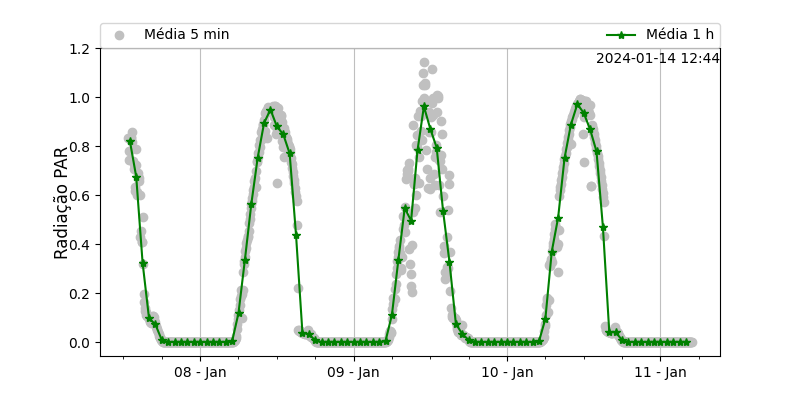 Média 5 min
Média 1 h
2024-01-14 12:44
Radiação PAR
1.2
1.0
0.8
0.6
0.4
0.2
0.0
08 - Jan
09 - Jan
10 - Jan
11 - Jan